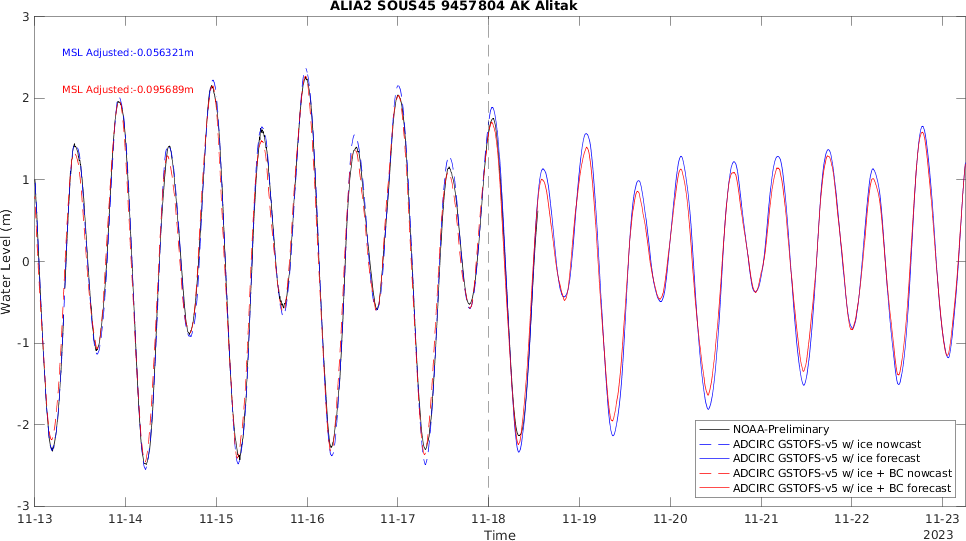 ALIA2 SOUS45 9457804 AK Alitak
MSL Adjusted:-0.056321m
MSL Adjusted:-0.095689m
Water Level (m)
3
2
1
0
-1
-2
-3
NOAA-Preliminary
ADCIRC GSTOFS-v5 w/ ice nowcast
ADCIRC GSTOFS-v5 w/ ice forecast
ADCIRC GSTOFS-v5 w/ ice + BC nowcast
ADCIRC GSTOFS-v5 w/ ice + BC forecast
11-13 11-14 11-15 11-16 11-17 11-18 11-19 11-20 11-21 11-22 11-23
Time
2023